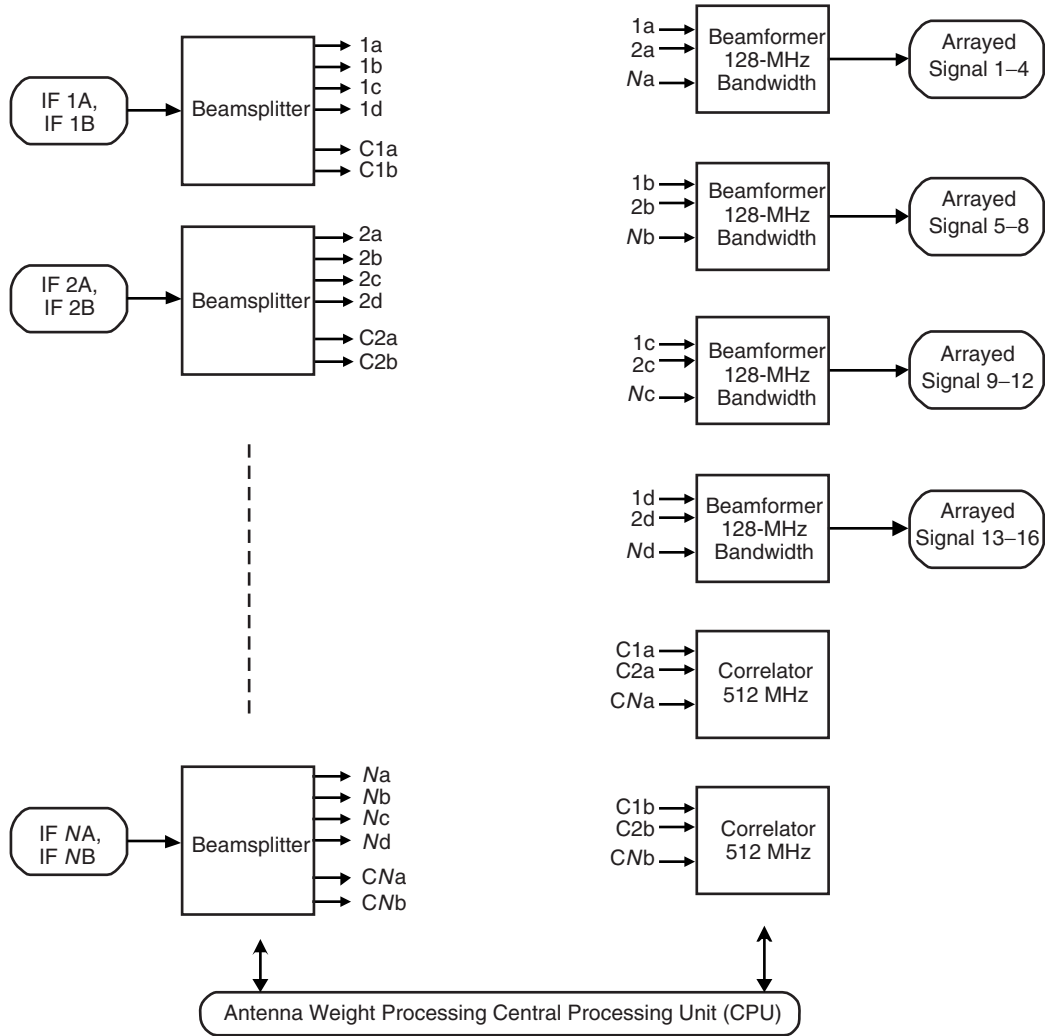 IF 1A,
IF 1B
Beamsplitter
1a
1b
1c
1d
C1a
C1b
IF 2A,
IF 2B
Beamsplitter
2a
2b
2c
2d
C2a
C2b
IF NA,
IF NB
Beamsplitter
Na
Nb
Nc
Nd
CNa
CNb
1a
2a
Na
Beamformer
128-MHz
Bandwidth
Arrayed
Signal 1–4
1b
2b
Nb
Beamformer
128-MHz
Bandwidth
Arrayed
Signal 5–8
1c
2c
Nc
Beamformer
128-MHz
Bandwidth
Arrayed
Signal 9–12
1d
2d
Nd
Beamformer
128-MHz
Bandwidth
Arrayed
Signal 13–16
C1a
C2a
CNa
Correlator
512 MHz
C1b
C2b
CNb
Correlator
512 MHz
Antenna Weight Processing Central Processing Unit (CPU)